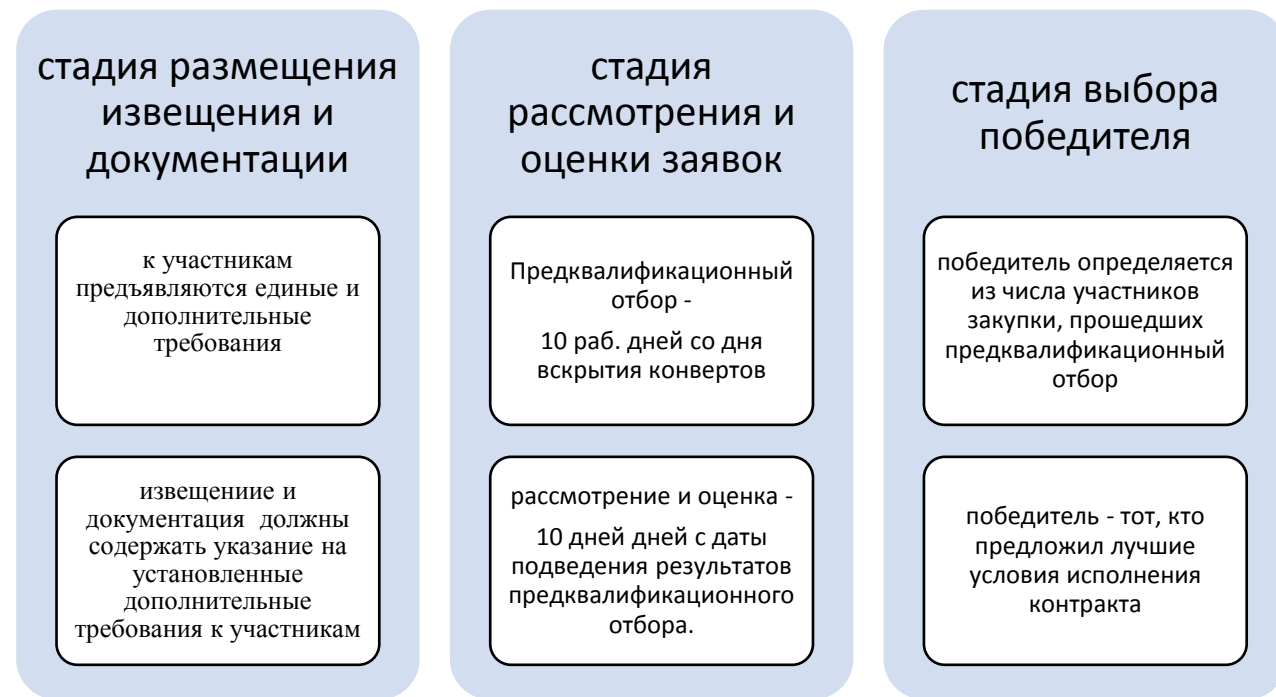 стадия размещения
извещения и
документации
к участникам
предъявляются единые и
дополнительные
требования
извещениие и
документация должны
содержать указание на
установленные
дополнительные
требования к участникам
стадия
рассмотрения и
оценки заявок
Предквалификационный
отбор -
10 раб. дней со дня
вскрытия конвертов
рассмотрение и оценка -
10 дней дней с даты
подведения результатов
предквалификационного
отбора.
стадия выбора
победителя
победитель определяется
из числа участников
закупки, прошедших
предквалификационный
отбор
победитель - тот, кто
предложил лучшие
условия исполнения
контракта